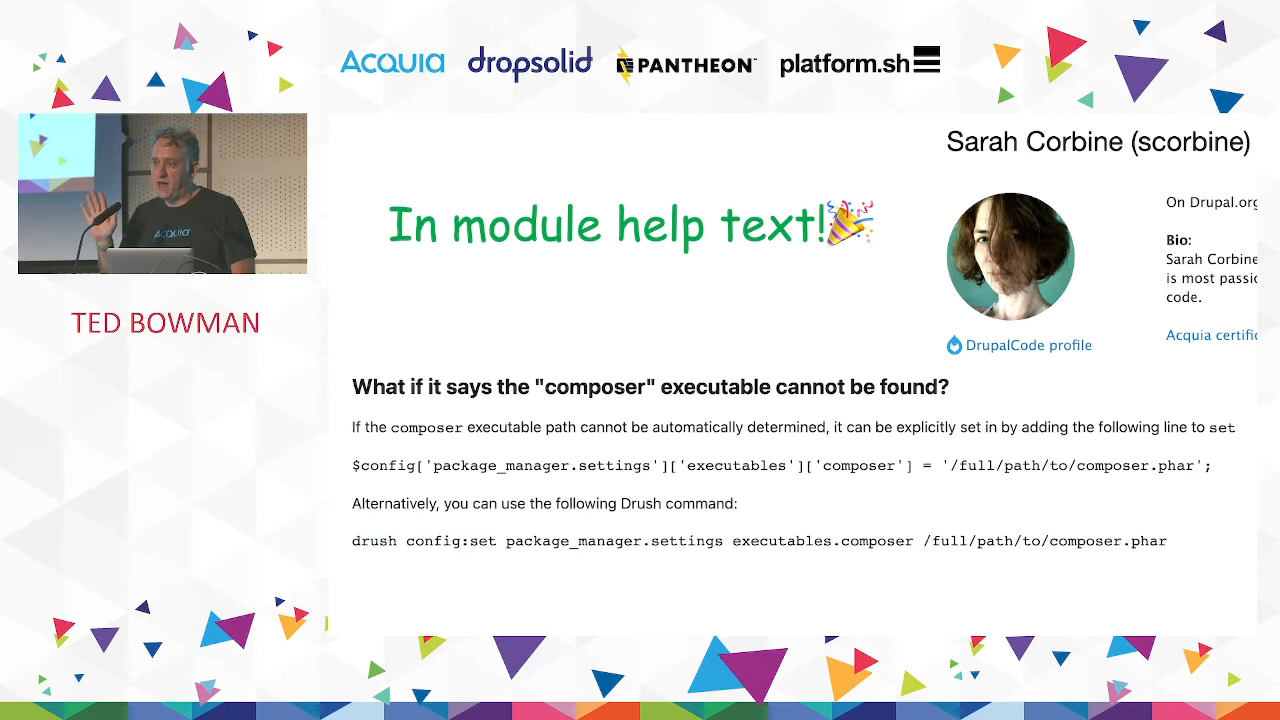 ACQUIA dropsolid PANTHEON platform.sh
ACQUIA
TED BOWMAN
In module help text!🎉
Sarah Corbine (scorbine)
On Drupal.org
Bio:
Sarah Corbine
is most passio
code.
Acquia certific
DrupalCode profile
What if it says the "composer" executable cannot be found?
If the composer executable path cannot be automatically determined, it can be explicitly set in by adding the following line to set
$config['package_manager.settings']['executables']['composer'] = '/full/path/to/composer.phar';
Alternatively, you can use the following Drush command:
drush config:set package_manager.settings executables.composer /full/path/to/composer.phar